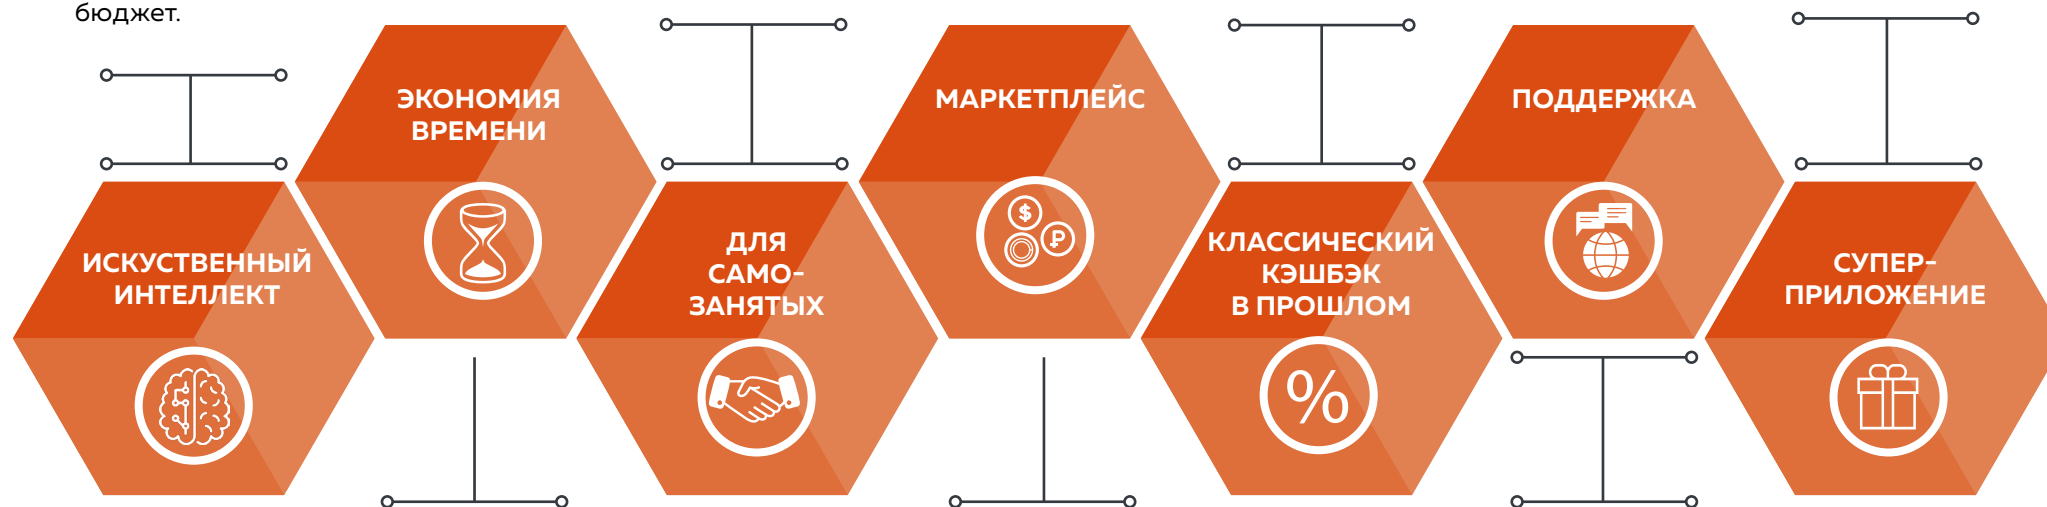 бюджет.
ИСКУСТВЕННЫЙ
ИНТЕЛЛЕКТ
ЭКОНОМИЯ
ВРЕМЕНИ
ДЛЯ
САМО-
ЗАНЯТЫХ
МАРКЕТПЛЕЙС
КЛАССИЧЕСКИЙ
КЭШБЭК
В ПРОШЛОМ
%
ПОДДЕРЖКА
СУПЕР-
ПРИЛОЖЕНИЕ